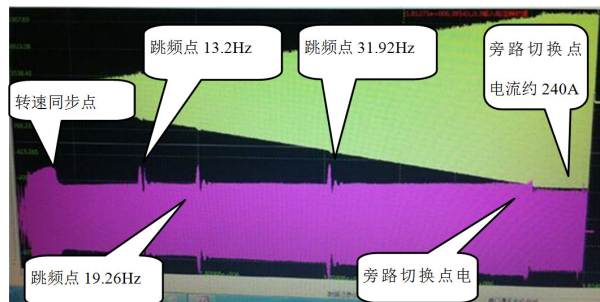 跳频点 13.2Hz
跳频点 31.92Hz
旁路切换点
电流约 240A
转速同步点
跳频点 19.26Hz
旁路切换点电